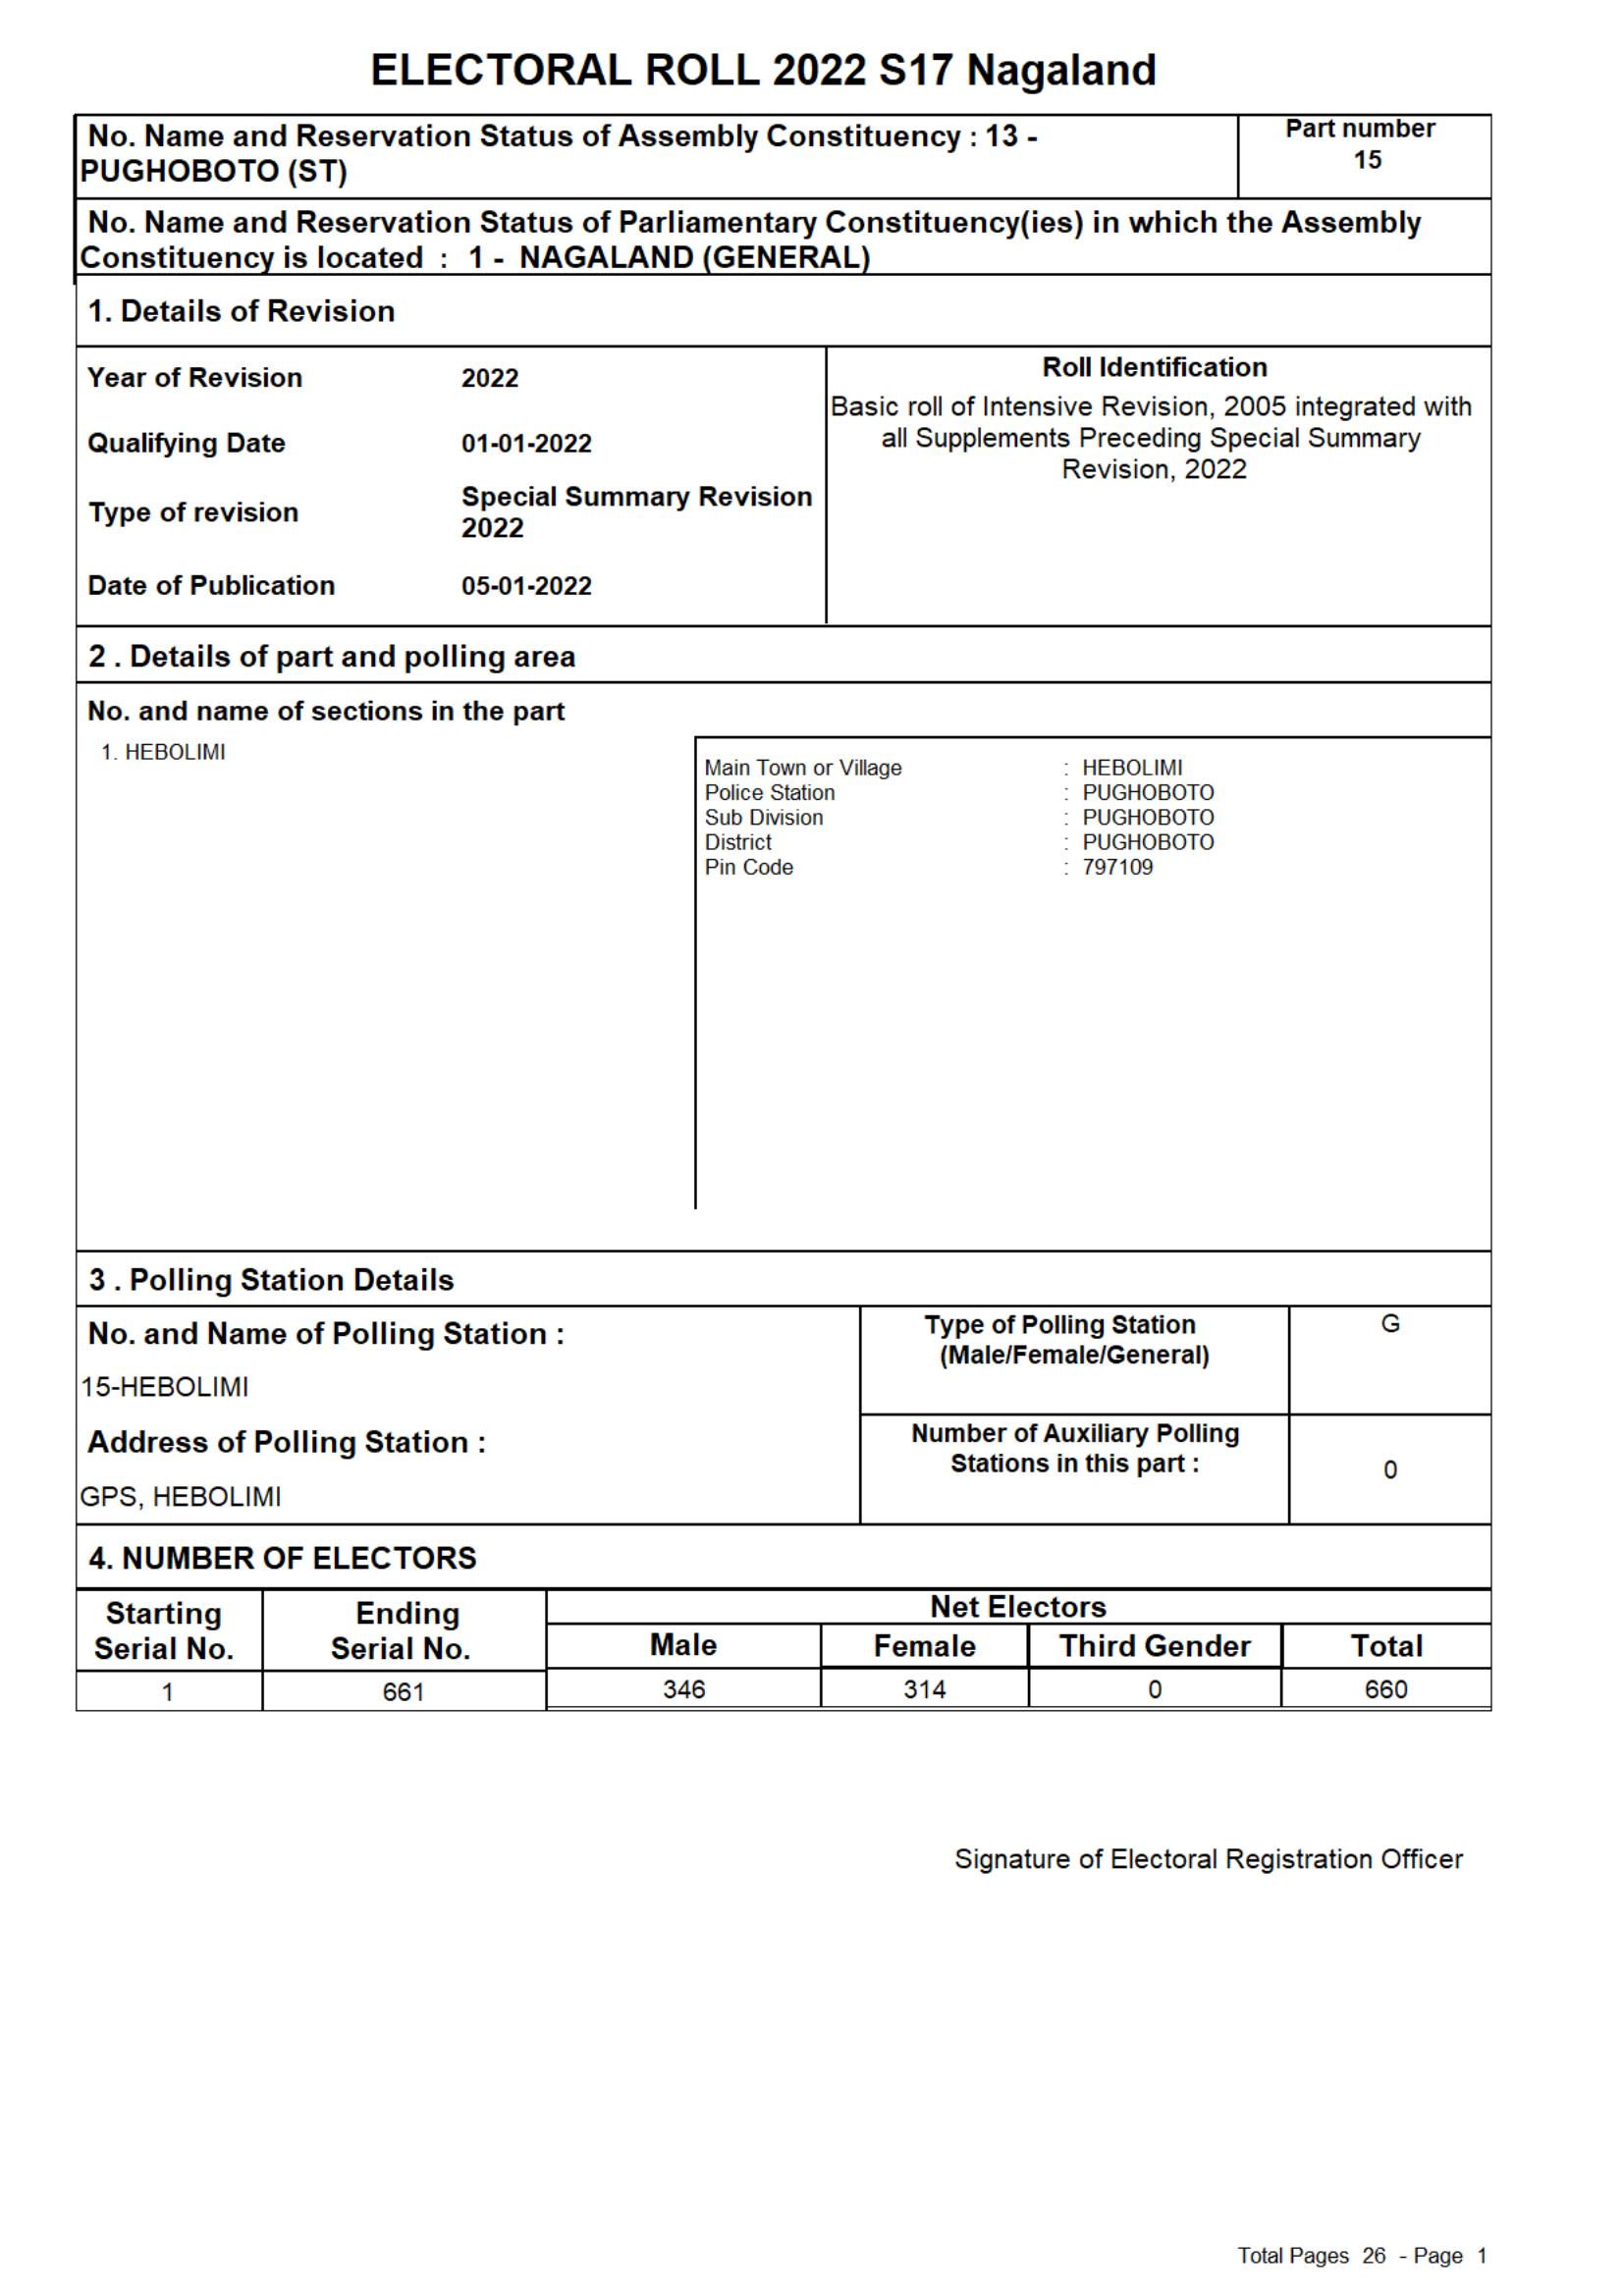 ELECTORAL ROLL 2022 S17 Nagaland
No. Name and Reservation Status of Assembly Constituency : 13 -
PUGHOBOTO (ST)
Part number
15
No. Name and Reservation Status of Parliamentary Constituency(ies) in which the Assembly
Constituency is located : 1 - NAGALAND (GENERAL)
1. Details of Revision
Year of Revision 2022
Qualifying Date 01-01-2022
Type of revision Special Summary Revision
2022
Date of Publication 05-01-2022
Roll Identification
Basic roll of Intensive Revision, 2005 integrated with
all Supplements Preceding Special Summary
Revision, 2022
2 . Details of part and polling area
No. and name of sections in the part
1. HEBOLIMI
Main Town or Village : HEBOLIMI
Police Station : PUGHOBOTO
Sub Division : PUGHOBOTO
District : PUGHOBOTO
Pin Code : 797109
3 . Polling Station Details
No. and Name of Polling Station :
15-HEBOLIMI
Address of Polling Station :
GPS, HEBOLIMI
Type of Polling Station
(Male/Female/General)
G
Number of Auxiliary Polling
Stations in this part :
0
4. NUMBER OF ELECTORS
Starting
Serial No.
Ending
Serial No.
Net Electors
Male Female Third Gender Total
1 661 346 314 0 660
Signature of Electoral Registration Officer
Total Pages 26 - Page 1